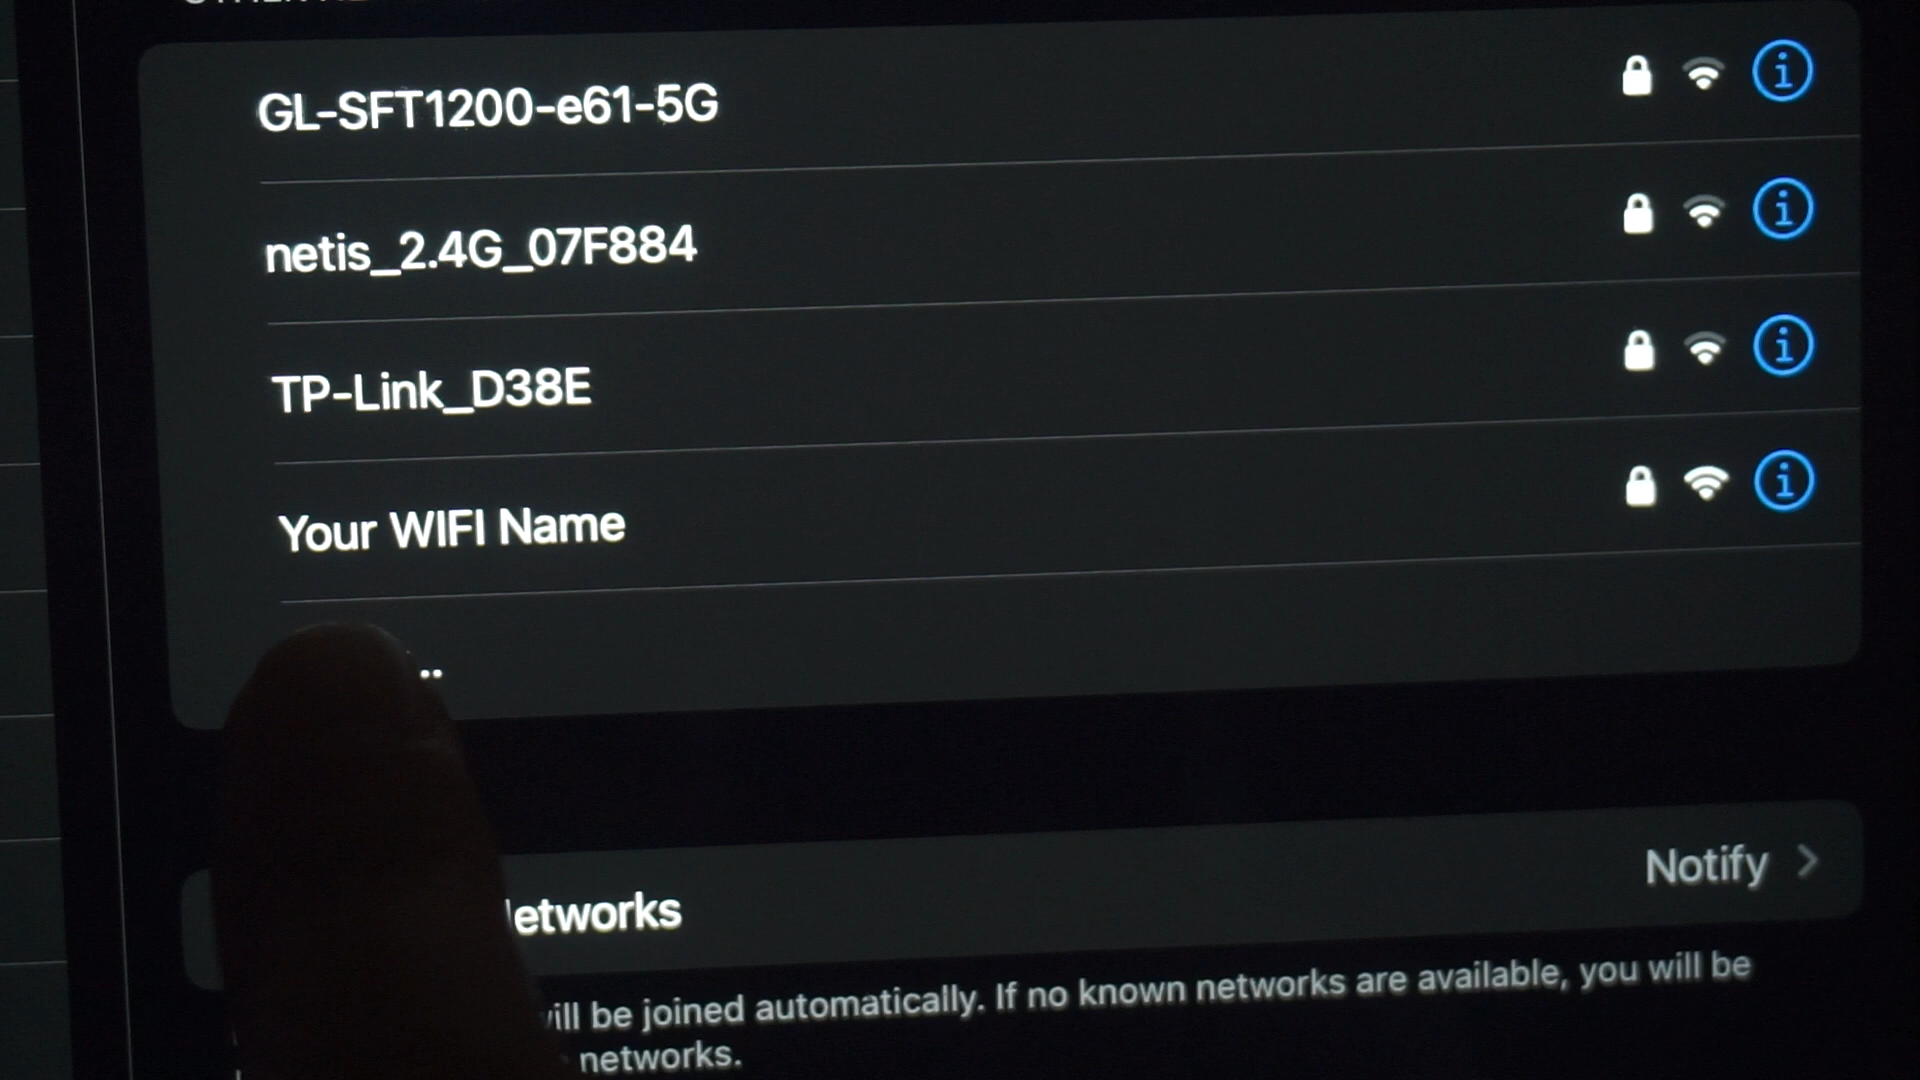 GL-SFT1200-e61-5G
netis_2.4G_07F884
TP-Link_D38E
Your WIFI Name
..
Notify
etworks
ill be joined automatically. If no known networks are available, you will be
networks.